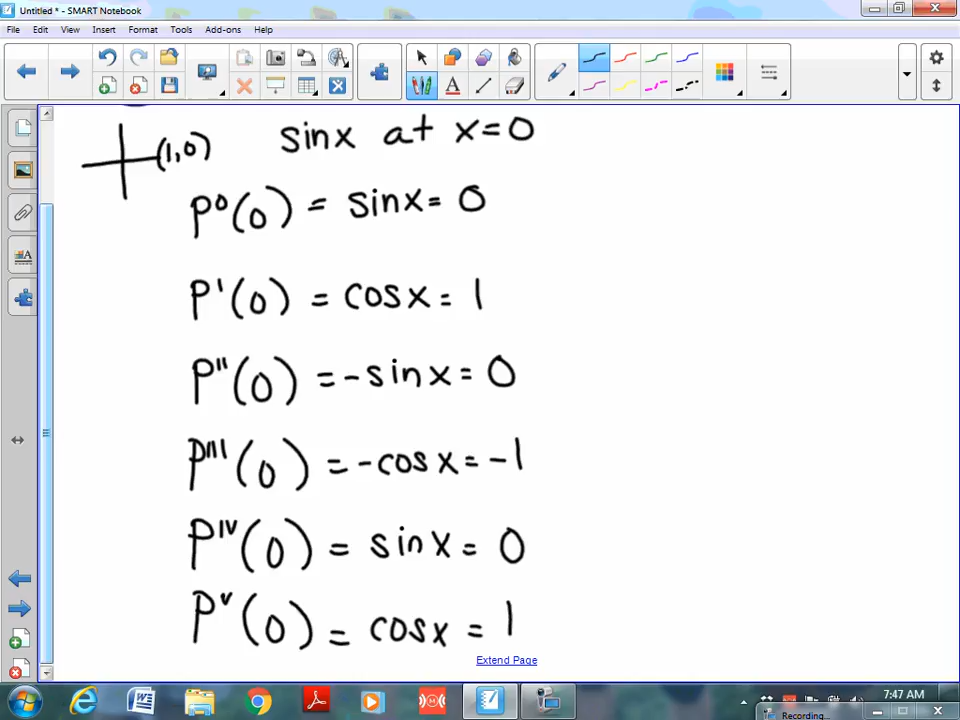 Untitled * - SMART Notebook
File Edit View Insert Format Tools Add-ons Help
(1,0) sinx at x=0
P⁰(0) = sinx = 0
P'(0) = cosx = 1
P''(0) = -sinx = 0
P'''(0) = -cosx = -1
P^IV(0) = sinx = 0
P^V(0) = cosx = 1
Extend Page
7:47 AM
Recording...